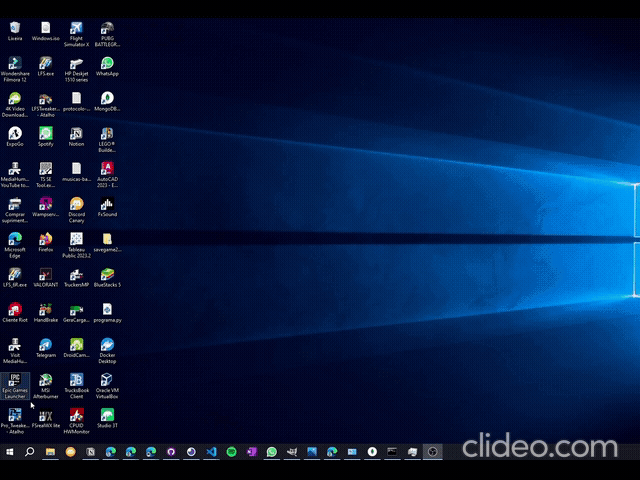 Lixeira
Windows.iso
Flight
Simulator X
PUBG
BATTLEGR...
Wondershare
Filmora 12
LFS.exe
HP Deskjet
1510 series
WhatsApp
4K Video
Download...
LFSTweaker...
- Atalho
protocolo-...
MongoDB...
ExpoGo
Spotify
Notion
LEGO®
Builde...
MediaHum...
YouTube to...
TS SE
Tool.ex...
musicas-ba...
AutoCAD
2023 - E...
Comprar
supriment...
Wampserv...
Discord
Canary
FxSound
Microsoft
Edge
Firefox
Tableau
Public 2023.2
savegame2...
LFS_6R.exe
VALORANT
TruckersMP
BlueStacks 5
Cliente Riot
HandBrake
GeraCarga...
programa.py
Visit
MediaHu...
Telegram
DroidCam...
Docker
Desktop
Epic Games
Launcher
MSI
Afterburner
TrucksBook
Client
Oracle VM
VirtualBox
Pro_Tweake...
- Atalho
FSrealWX lite
CPUID
HWMonitor
Studio 3T
clideo.com